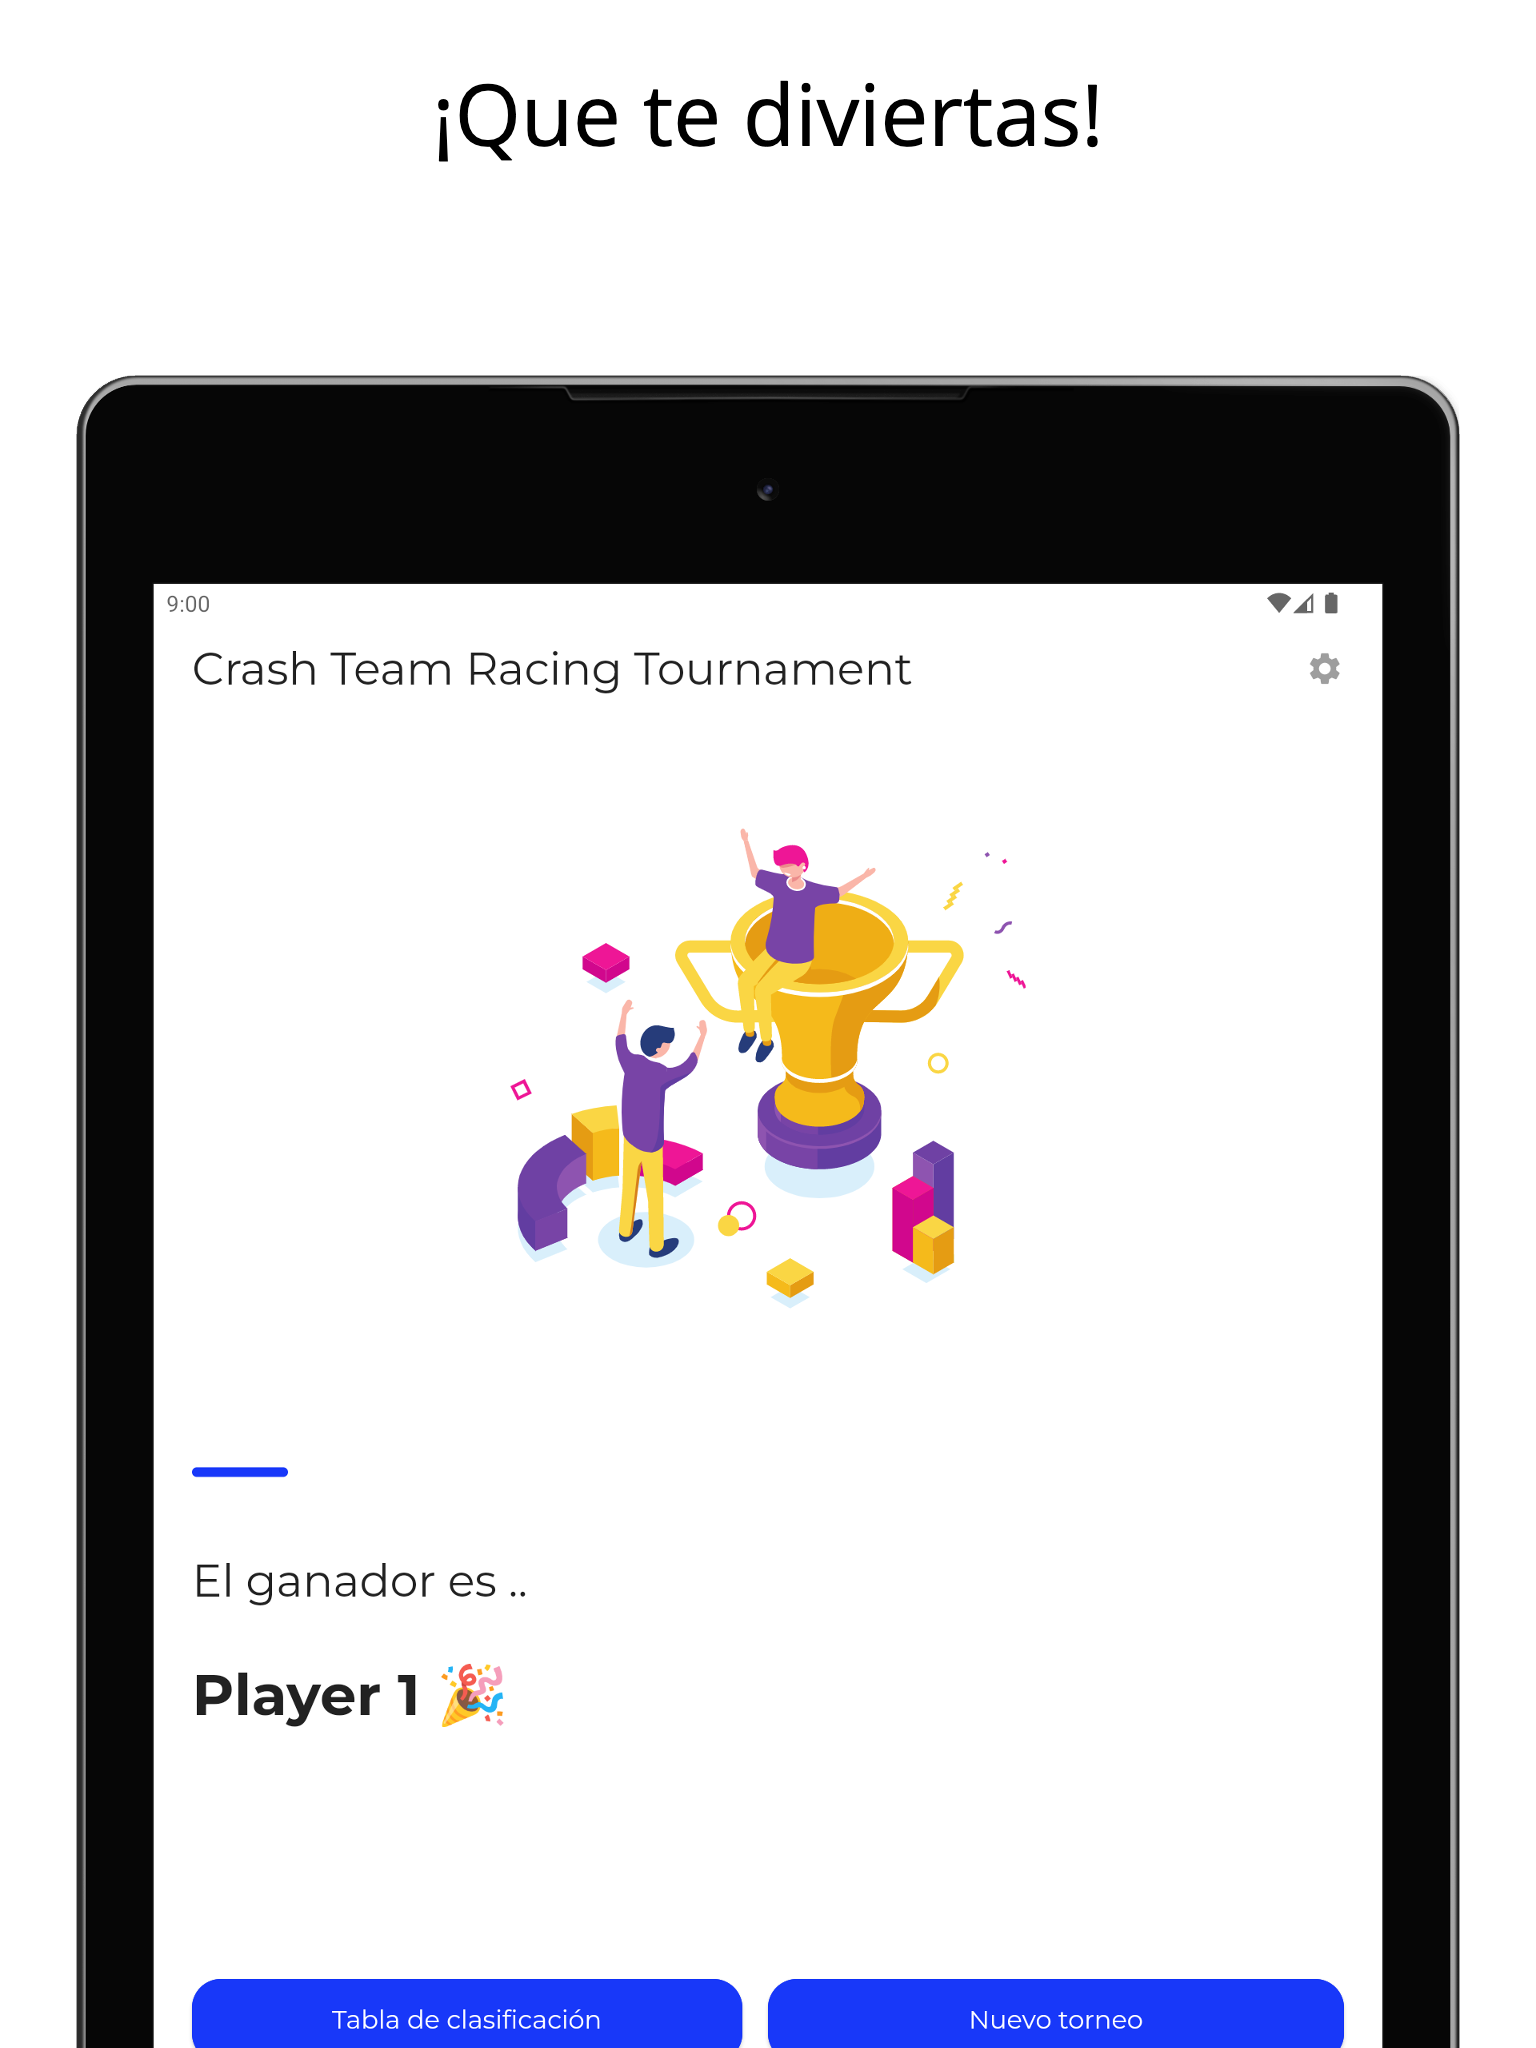 ¡Que te diviertas!
9:00
Crash Team Racing Tournament
El ganador es ..
Player 1 🎉
Tabla de clasificación
Nuevo torneo